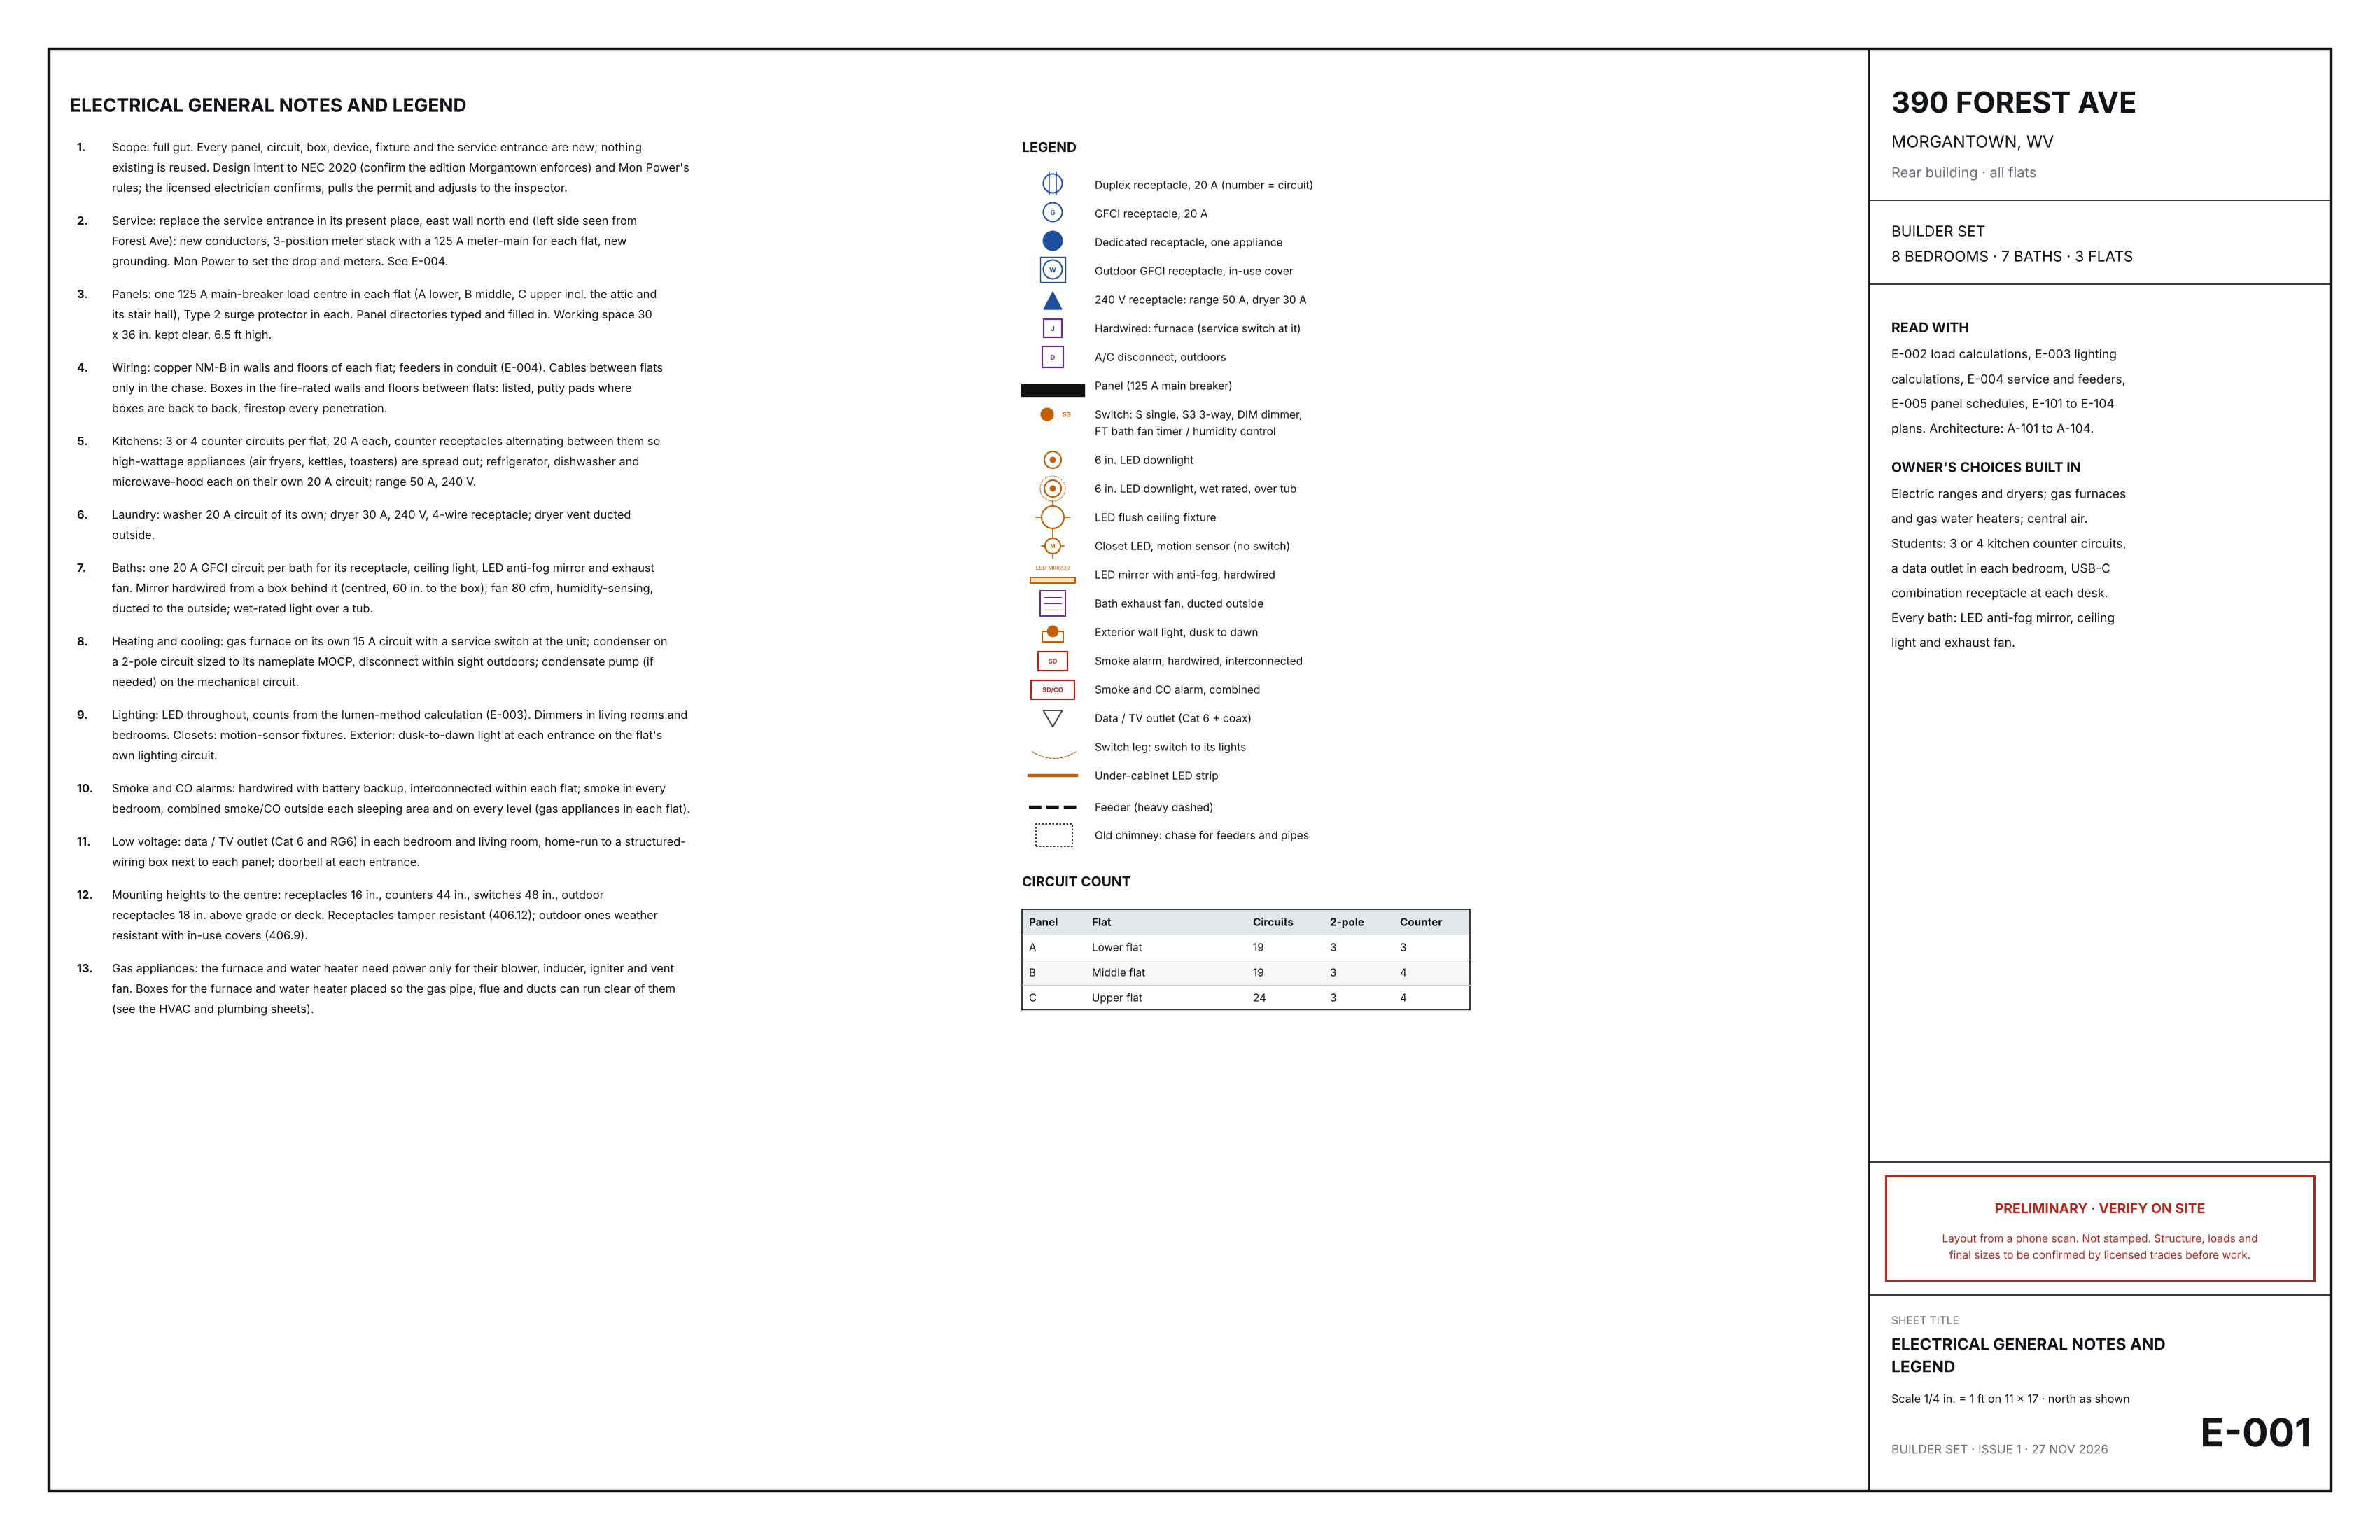 ELECTRICAL GENERAL NOTES AND LEGEND
1. Scope: full gut. Every panel, circuit, box, device, fixture and the service entrance are new; nothing
existing is reused. Design intent to NEC 2020 (confirm the edition Morgantown enforces) and Mon Power's
rules; the licensed electrician confirms, pulls the permit and adjusts to the inspector.
2. Service: replace the service entrance in its present place, east wall north end (left side seen from
Forest Ave): new conductors, 3-position meter stack with a 125 A meter-main for each flat, new
grounding. Mon Power to set the drop and meters. See E-004.
3. Panels: one 125 A main-breaker load centre in each flat (A lower, B middle, C upper incl. the attic and
its stair hall), Type 2 surge protector in each. Panel directories typed and filled in. Working space 30
x 36 in. kept clear, 6.5 ft high.
4. Wiring: copper NM-B in walls and floors of each flat; feeders in conduit (E-004). Cables between flats
only in the chase. Boxes in the fire-rated walls and floors between flats: listed, putty pads where
boxes are back to back, firestop every penetration.
5. Kitchens: 3 or 4 counter circuits per flat, 20 A each, counter receptacles alternating between them so
high-wattage appliances (air fryers, kettles, toasters) are spread out; refrigerator, dishwasher and
microwave-hood each on their own 20 A circuit; range 50 A, 240 V.
6. Laundry: washer 20 A circuit of its own; dryer 30 A, 240 V, 4-wire receptacle; dryer vent ducted
outside.
7. Baths: one 20 A GFCI circuit per bath for its receptacle, ceiling light, LED anti-fog mirror and exhaust
fan. Mirror hardwired from a box behind it (centred, 60 in. to the box); fan 80 cfm, humidity-sensing,
ducted to the outside; wet-rated light over a tub.
8. Heating and cooling: gas furnace on its own 15 A circuit with a service switch at the unit; condenser on
a 2-pole circuit sized to its nameplate MOCP, disconnect within sight outdoors; condensate pump (if
needed) on the mechanical circuit.
9. Lighting: LED throughout, counts from the lumen-method calculation (E-003). Dimmers in living rooms and
bedrooms. Closets: motion-sensor fixtures. Exterior: dusk-to-dawn light at each entrance on the flat's
own lighting circuit.
10. Smoke and CO alarms: hardwired with battery backup, interconnected within each flat; smoke in every
bedroom, combined smoke/CO outside each sleeping area and on every level (gas appliances in each flat).
11. Low voltage: data / TV outlet (Cat 6 and RG6) in each bedroom and living room, home-run to a structured-
wiring box next to each panel; doorbell at each entrance.
12. Mounting heights to the centre: receptacles 16 in., counters 44 in., switches 48 in., outdoor
receptacles 18 in. above grade or deck. Receptacles tamper resistant (406.12); outdoor ones weather
resistant with in-use covers (406.9).
13. Gas appliances: the furnace and water heater need power only for their blower, inducer, igniter and vent
fan. Boxes for the furnace and water heater placed so the gas pipe, flue and ducts can run clear of them
(see the HVAC and plumbing sheets).
LEGEND
Duplex receptacle, 20 A (number = circuit)
G GFCI receptacle, 20 A
Dedicated receptacle, one appliance
W Outdoor GFCI receptacle, in-use cover
240 V receptacle: range 50 A, dryer 30 A
J Hardwired: furnace (service switch at it)
D A/C disconnect, outdoors
Panel (125 A main breaker)
S3 Switch: S single, S3 3-way, DIM dimmer,
FT bath fan timer / humidity control
6 in. LED downlight
6 in. LED downlight, wet rated, over tub
LED flush ceiling fixture
M Closet LED, motion sensor (no switch)
LED MIRROR
LED mirror with anti-fog, hardwired
Bath exhaust fan, ducted outside
Exterior wall light, dusk to dawn
SD Smoke alarm, hardwired, interconnected
SD/CO Smoke and CO alarm, combined
Data / TV outlet (Cat 6 + coax)
Switch leg: switch to its lights
Under-cabinet LED strip
Feeder (heavy dashed)
Old chimney: chase for feeders and pipes
CIRCUIT COUNT
Panel Flat Circuits 2-pole Counter
A Lower flat 19 3 3
B Middle flat 19 3 4
C Upper flat 24 3 4
390 FOREST AVE
MORGANTOWN, WV
Rear building · all flats
BUILDER SET
8 BEDROOMS · 7 BATHS · 3 FLATS
READ WITH
E-002 load calculations, E-003 lighting
calculations, E-004 service and feeders,
E-005 panel schedules, E-101 to E-104
plans. Architecture: A-101 to A-104.
OWNER'S CHOICES BUILT IN
Electric ranges and dryers; gas furnaces
and gas water heaters; central air.
Students: 3 or 4 kitchen counter circuits,
a data outlet in each bedroom, USB-C
combination receptacle at each desk.
Every bath: LED anti-fog mirror, ceiling
light and exhaust fan.
PRELIMINARY · VERIFY ON SITE
Layout from a phone scan. Not stamped. Structure, loads and
final sizes to be confirmed by licensed trades before work.
SHEET TITLE
ELECTRICAL GENERAL NOTES AND
LEGEND
Scale 1/4 in. = 1 ft on 11 × 17 · north as shown
BUILDER SET · ISSUE 1 · 27 NOV 2026
E-001